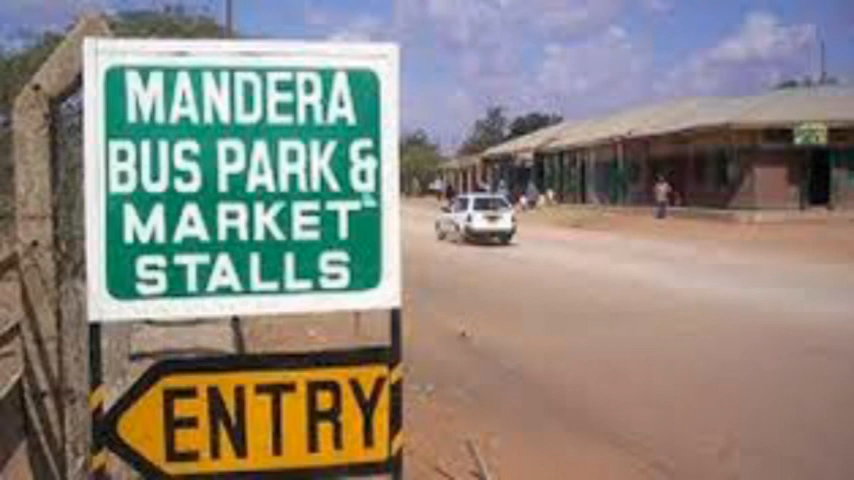 MANDERA
BUS PARK &
MARKET
STALLS
ENTRY